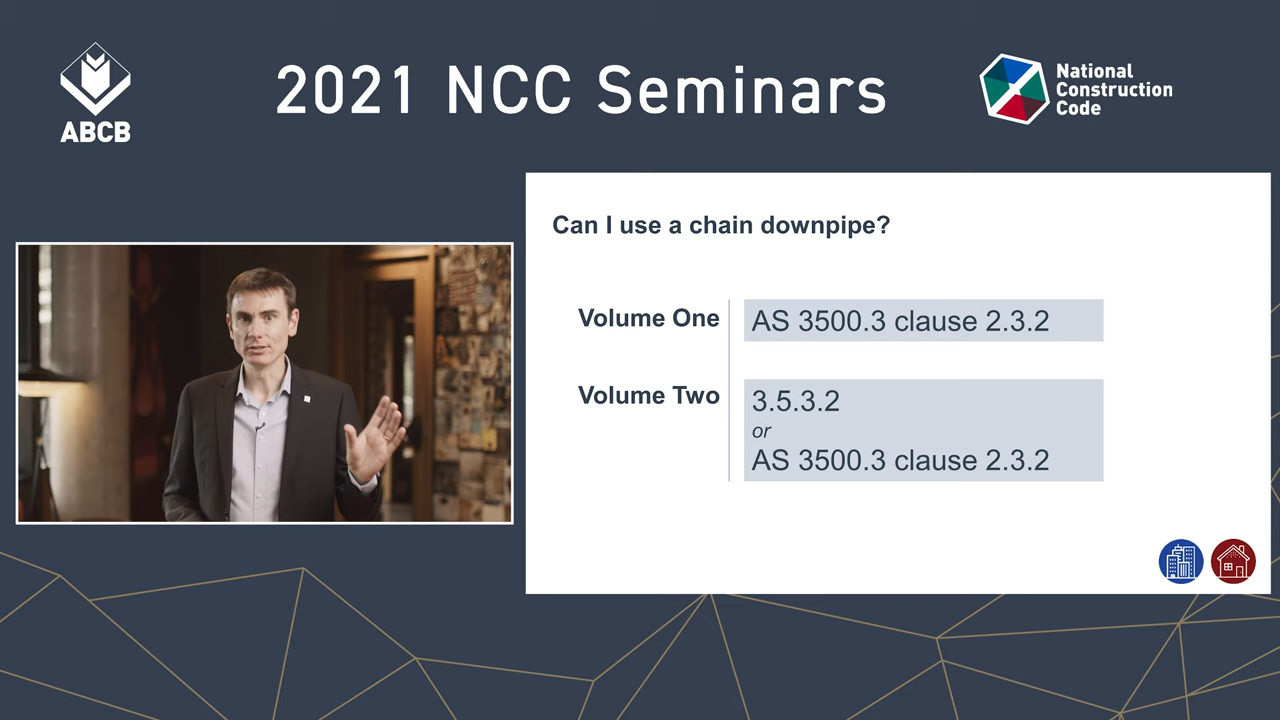 ABCB
2021 NCC Seminars
National
Construction
Code
Can I use a chain downpipe?
Volume One
AS 3500.3 clause 2.3.2
Volume Two
3.5.3.2
or
AS 3500.3 clause 2.3.2